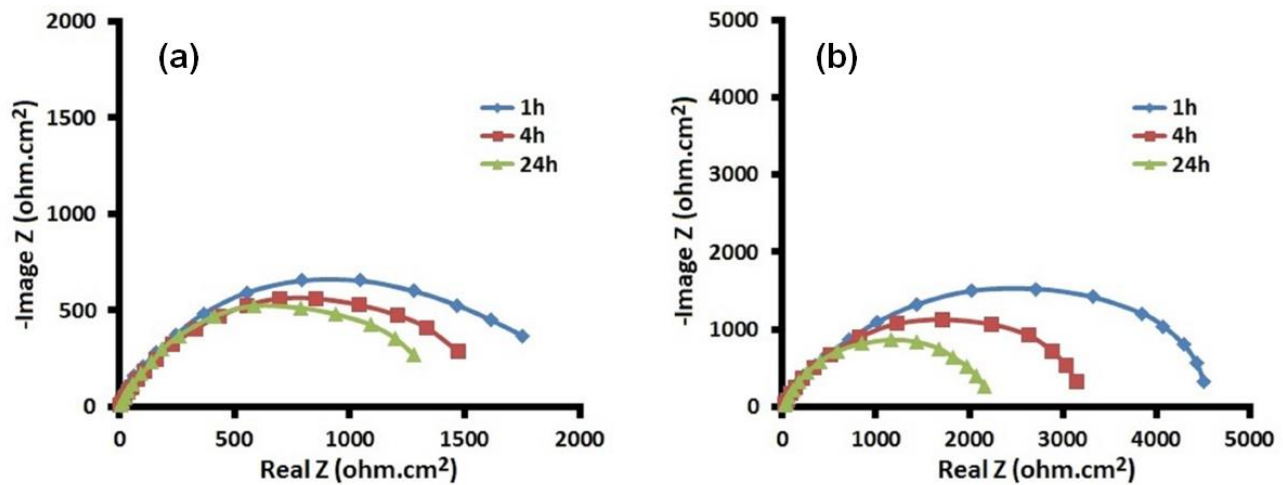 (a)
2000
1500
1000
500
0
-Image Z (ohm.cm²)
1h
4h
24h
0 500 1000 1500 2000
Real Z (ohm.cm²)
(b)
5000
4000
3000
2000
1000
0
-Image Z (ohm.cm²)
1h
4h
24h
0 1000 2000 3000 4000 5000
Real Z (ohm.cm²)